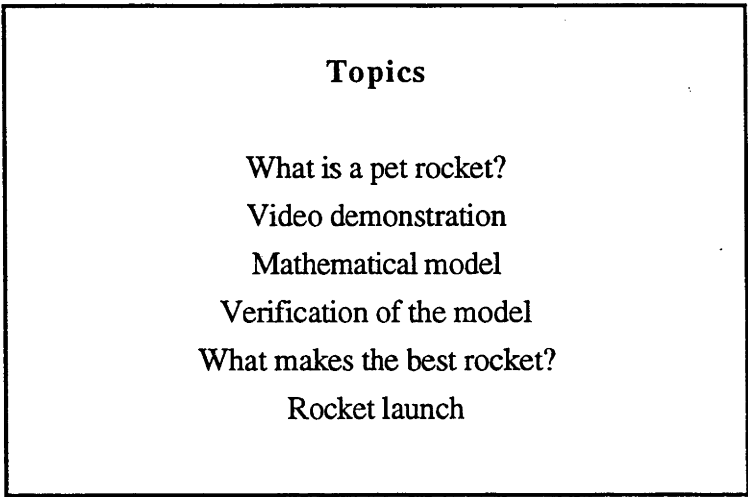 Topics
What is a pet rocket?
Video demonstration
Mathematical model
Verification of the model
What makes the best rocket?
Rocket launch